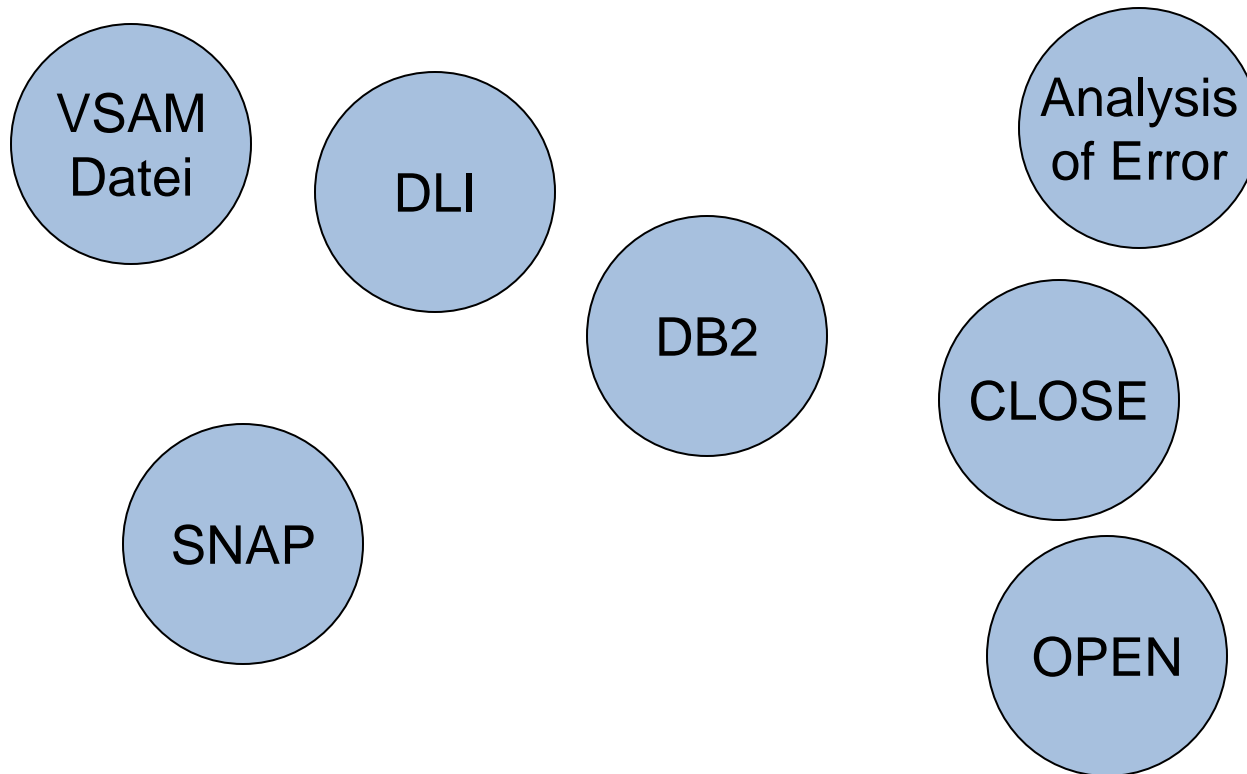 VSAM
Datei
DLI
Analysis
of Error
DB2
CLOSE
SNAP
OPEN